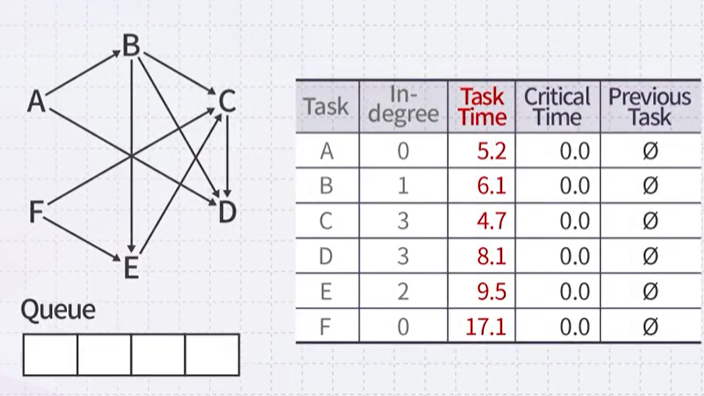 B
A
C
F
D
E
Queue
Task In-degree Task Time Critical Time Previous Task
A 0 5.2 0.0 Ø
B 1 6.1 0.0 Ø
C 3 4.7 0.0 Ø
D 3 8.1 0.0 Ø
E 2 9.5 0.0 Ø
F 0 17.1 0.0 Ø